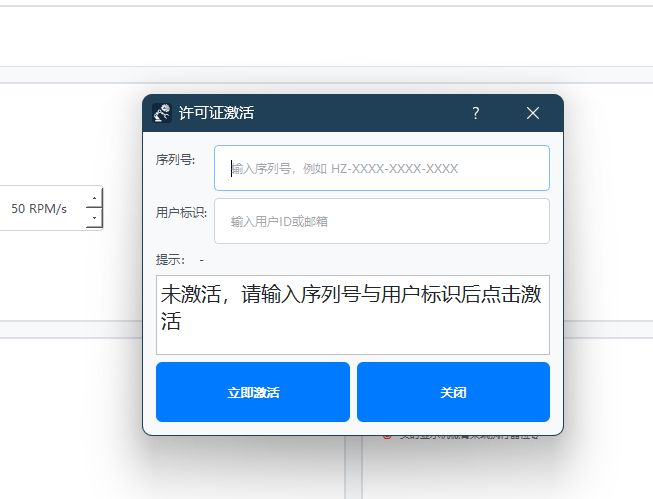 许可证激活
?
序列号:
输入序列号，例如 HZ-XXXX-XXXX-XXXX
50 RPM/s
用户标识:
输入用户ID或邮箱
提示： -
未激活，请输入序列号与用户标识后点击激
活
立即激活
关闭